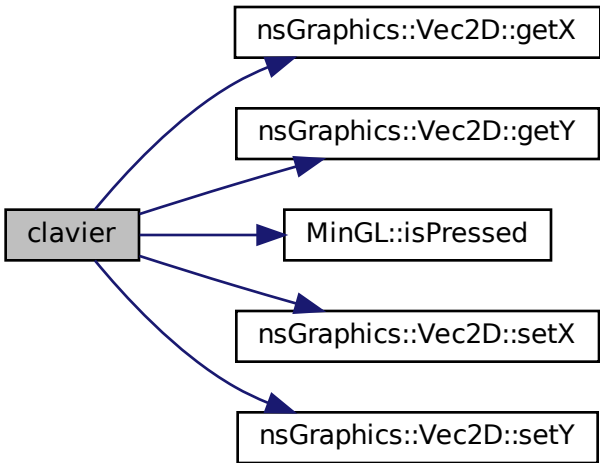 nsGraphics::Vec2D::getX
nsGraphics::Vec2D::getY
clavier
MinGL::isPressed
nsGraphics::Vec2D::setX
nsGraphics::Vec2D::setY